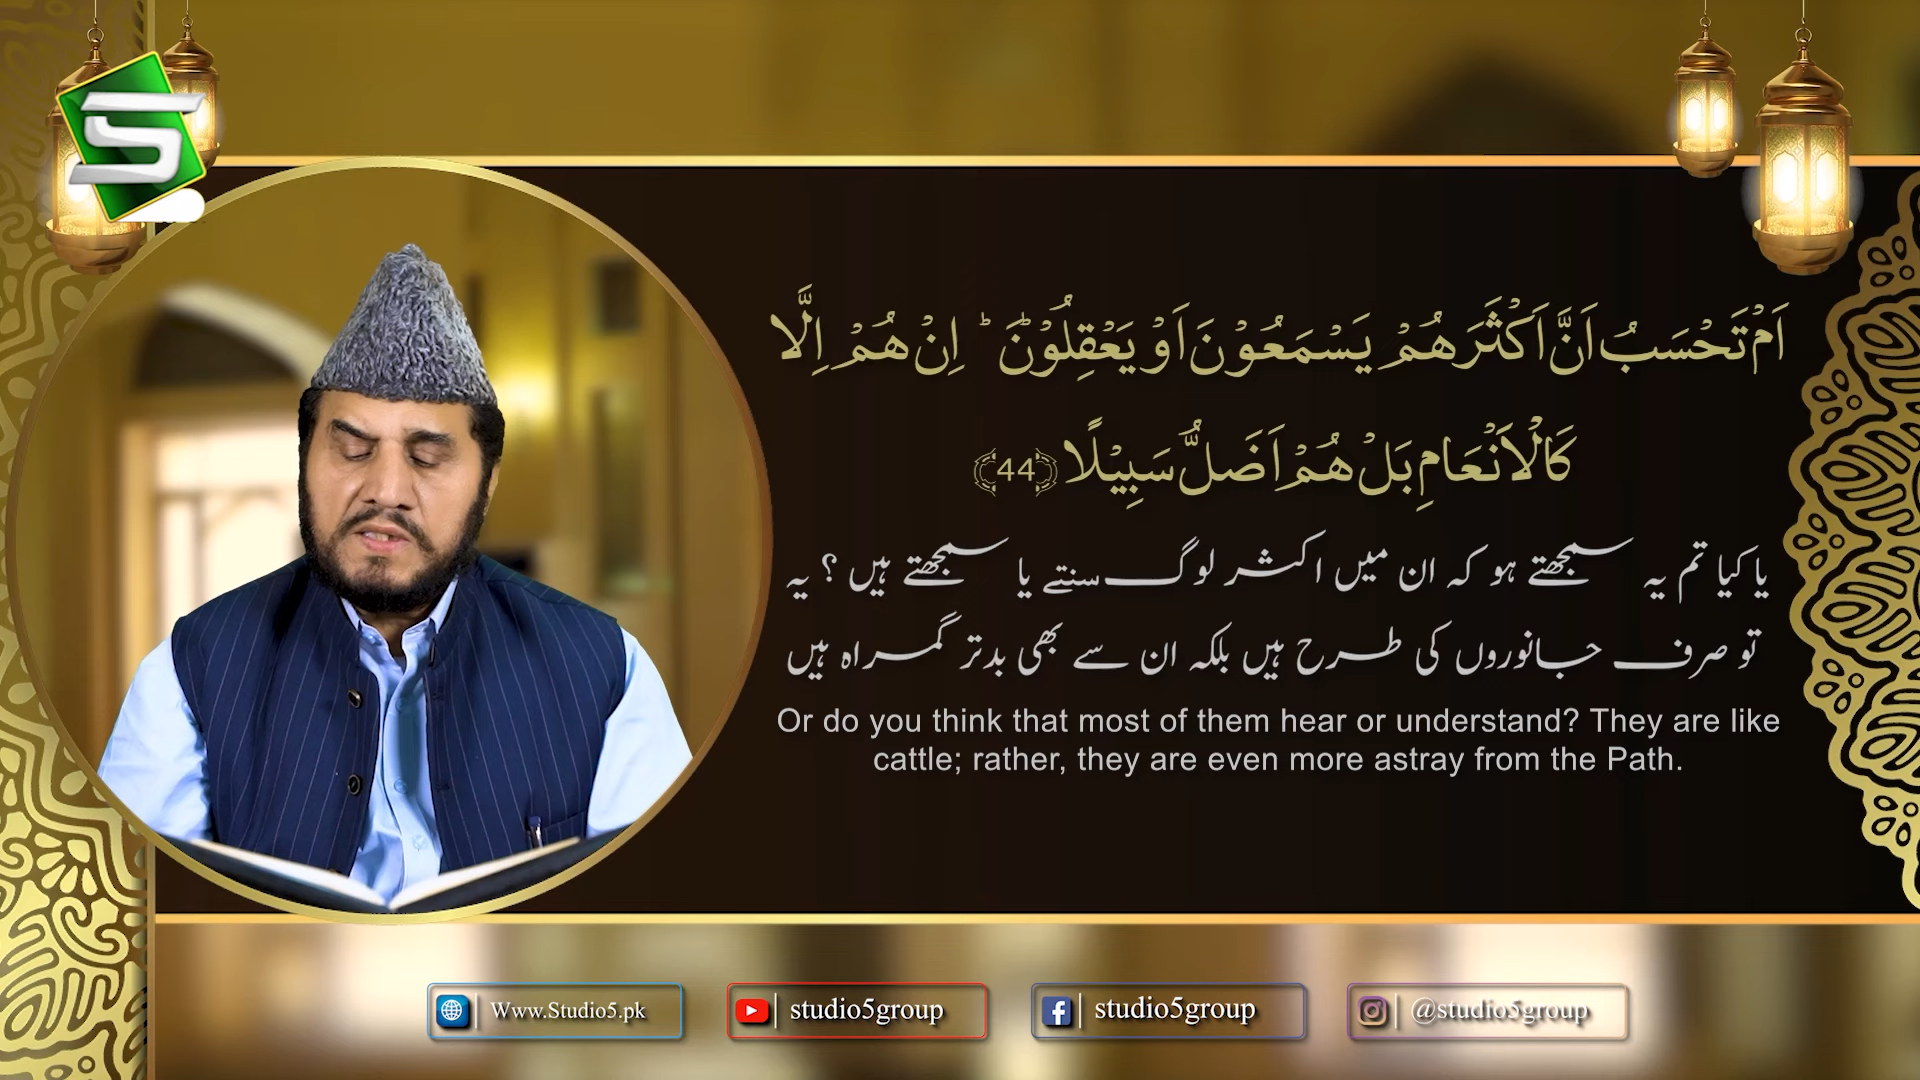 اَمْ تَحْسَبُ اَنَّ اَكْثَرَهُمْ يَسْمَعُوْنَ اَوْ يَعْقِلُوْنَؕ ؕ اِنْ هُمْ اِلَّا
كَالْاَنْعَامِ بَلْ هُمْ اَضَلُّ سَبِيْلًا ﴿44﴾
یا کیا تم یہ سمجھتے ہو کہ ان میں اکثر لوگ سنتے یا سمجھتے ہیں ؟ یہ
تو صرف جانوروں کی طرح ہیں بلکہ ان سے بھی بدتر گمراہ ہیں
Or do you think that most of them hear or understand? They are like
cattle; rather, they are even more astray from the Path.
Www.Studio5.pk
studio5group
studio5group
@studio5group